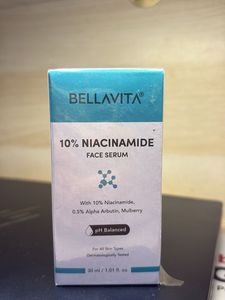 BELLAVITA®
10% NIACINAMIDE
FACE SERUM
With 10% Niacinamide,
0.5% Alpha Arbutin, Mulberry
pH Balanced
For All Skin Types
Dermatologically Tested
30 ml / 1.01 fl. oz